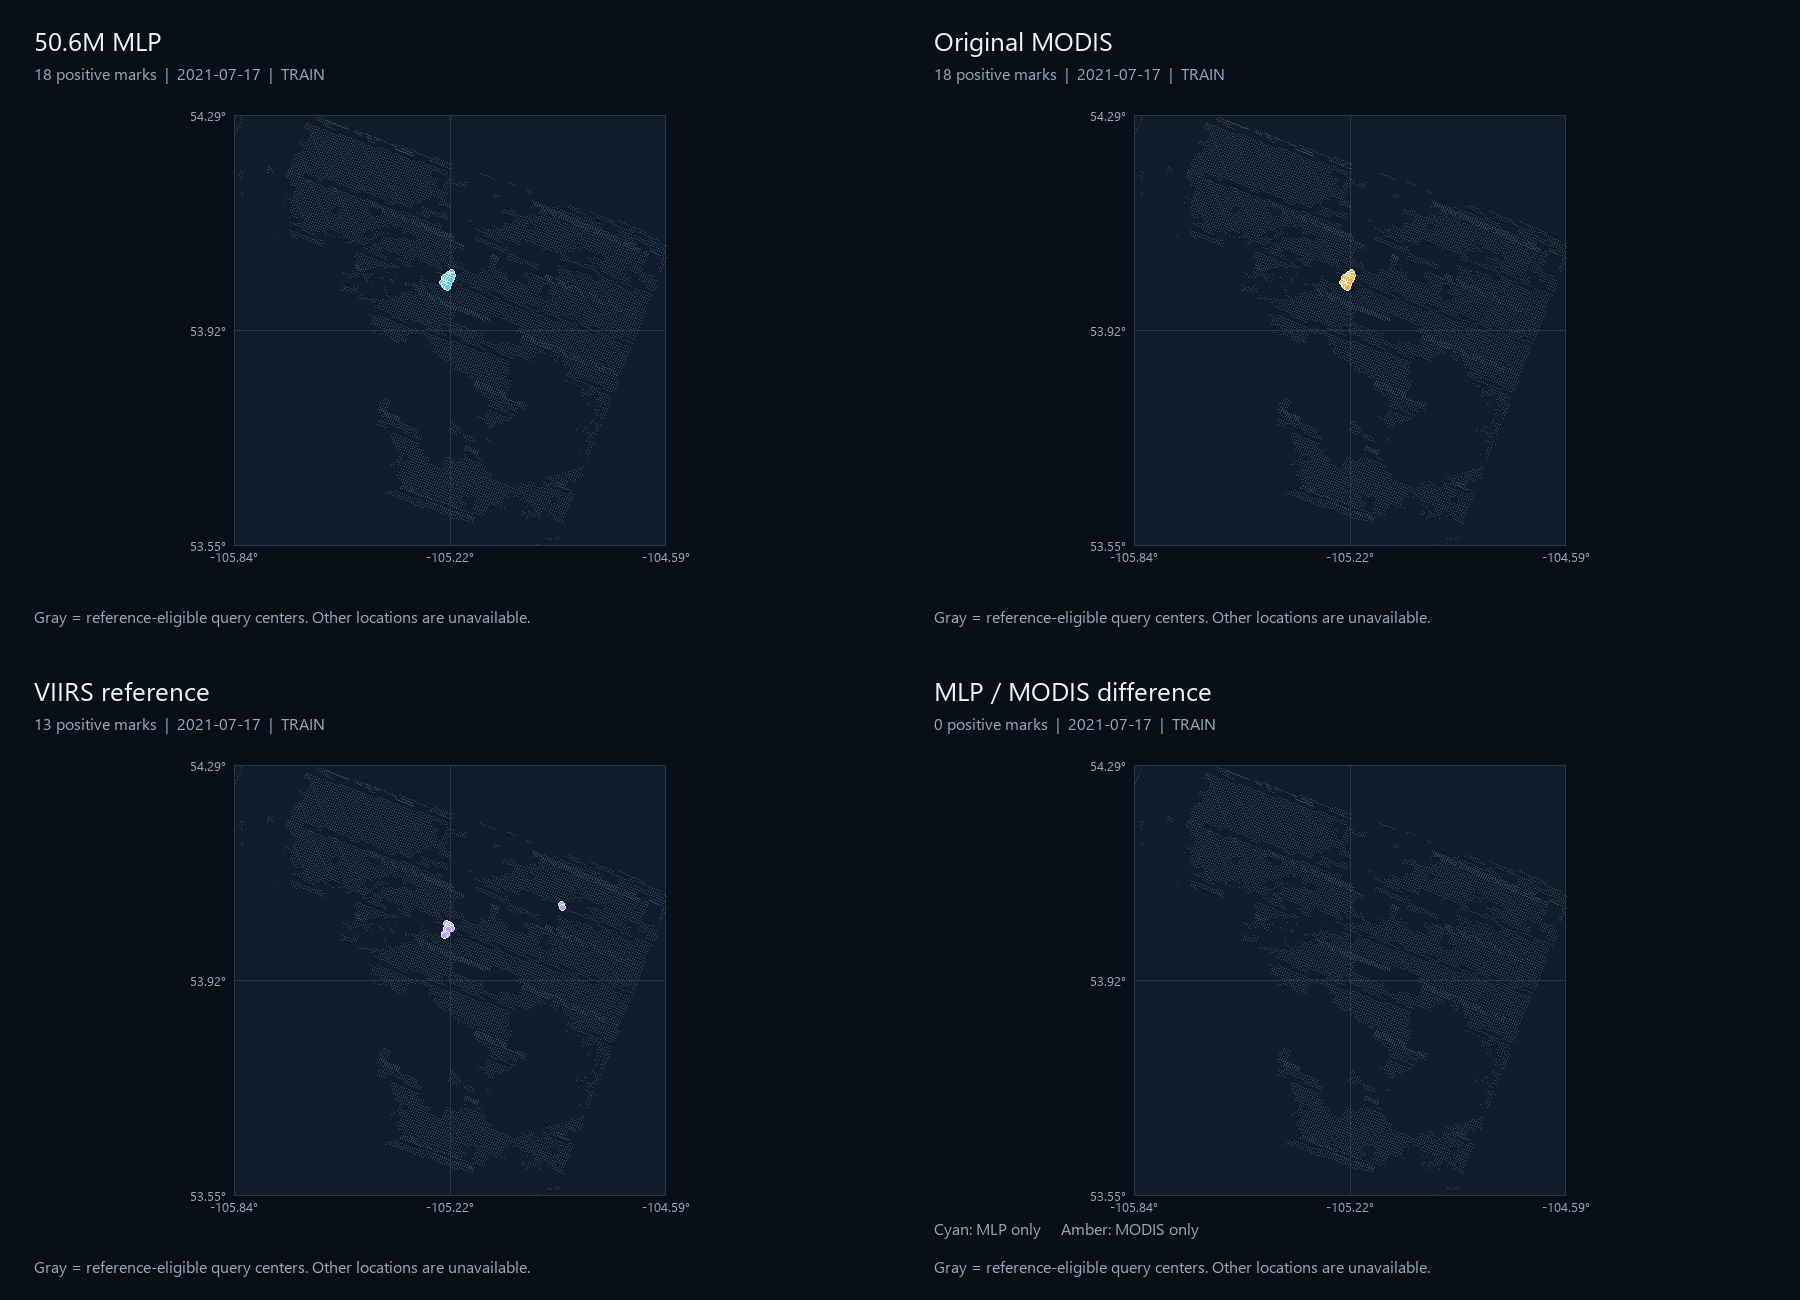 50.6M MLP
18 positive marks | 2021-07-17 | TRAIN
54.29°
53.92°
53.55°
-105.84°
-105.22°
-104.59°
Gray = reference-eligible query centers. Other locations are unavailable.
Original MODIS
18 positive marks | 2021-07-17 | TRAIN
54.29°
53.92°
53.55°
-105.84°
-105.22°
-104.59°
Gray = reference-eligible query centers. Other locations are unavailable.
VIIRS reference
13 positive marks | 2021-07-17 | TRAIN
54.29°
53.92°
53.55°
-105.84°
-105.22°
-104.59°
Gray = reference-eligible query centers. Other locations are unavailable.
MLP / MODIS difference
0 positive marks | 2021-07-17 | TRAIN
54.29°
53.92°
53.55°
-105.84°
-105.22°
-104.59°
Cyan: MLP only Amber: MODIS only
Gray = reference-eligible query centers. Other locations are unavailable.